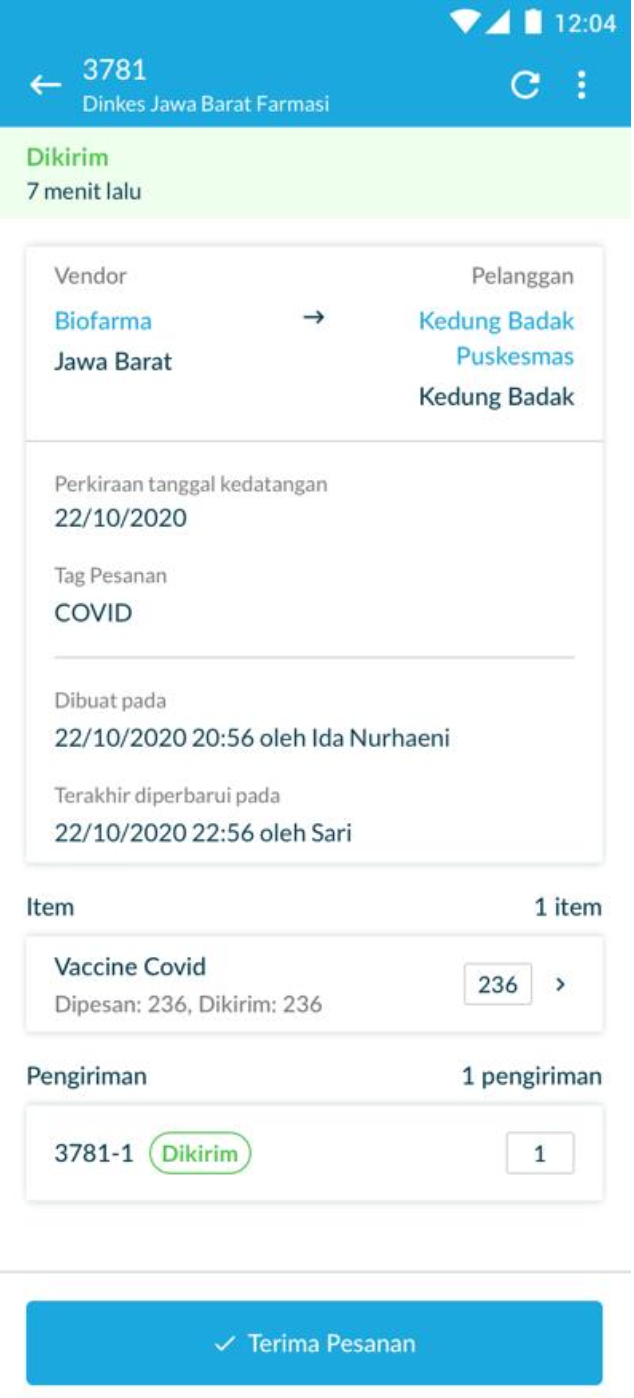 12:04
3781
Dinkes Jawa Barat Farmasi
Dikirim
7 menit lalu
Vendor
Pelanggan
Biofarma
→
Kedung Badak
Puskesmas
Jawa Barat
Kedung Badak
Perkiraan tanggal kedatangan
22/10/2020
Tag Pesanan
COVID
Dibuat pada
22/10/2020 20:56 oleh Ida Nurhaeni
Terakhir diperbarui pada
22/10/2020 22:56 oleh Sari
Item
1 item
Vaccine Covid
Dipesan: 236, Dikirim: 236
236
Pengiriman
1 pengiriman
3781-1 Dikirim
1
Terima Pesanan